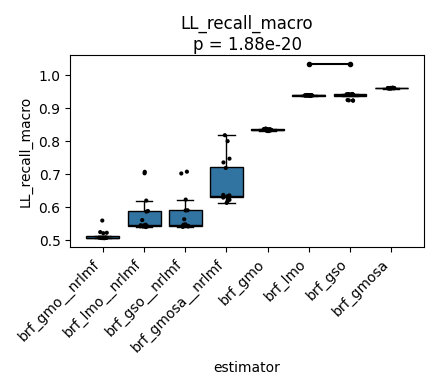 LL_recall_macro
p = 1.88e-20
LL_recall_macro
1.0
0.9
0.8
0.7
0.6
0.5
brf_gmo__nrlmf
brf_lmo__nrlmf
brf_gso__nrlmf
brf_gmosa__nrlmf
brf_gmo
brf_lmo
brf_gso
brf_gmosa
estimator